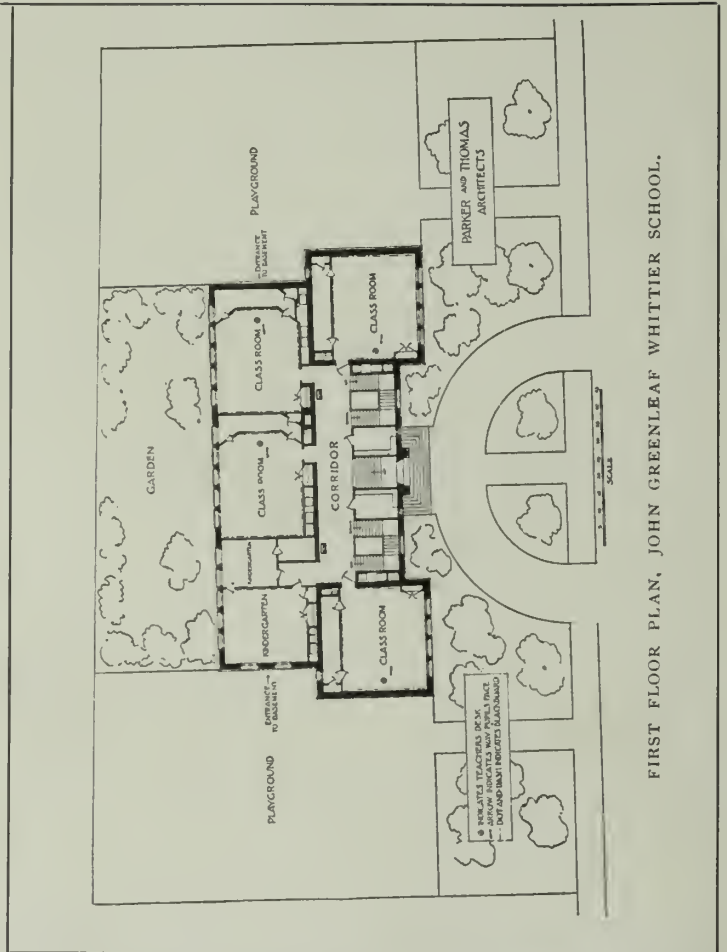 GARDEN
PLAYGROUND
ENTRANCE
TO BASEMENT
KINDERGARTEN
KINDERGARTEN
CLASS ROOM
CLASS ROOM
ENTRANCE
TO BASEMENT
PLAYGROUND
CORRIDOR
CLASS ROOM
CLASS ROOM
INDICATES TEACHERS DESK
ARROW INDICATES WAY PUPILS FACE
DOT AND DASH INDICATES BLACKBOARD
PARKER AND THOMAS
ARCHITECTS
SCALE
FIRST FLOOR PLAN, JOHN GREENLEAF WHITTIER SCHOOL.